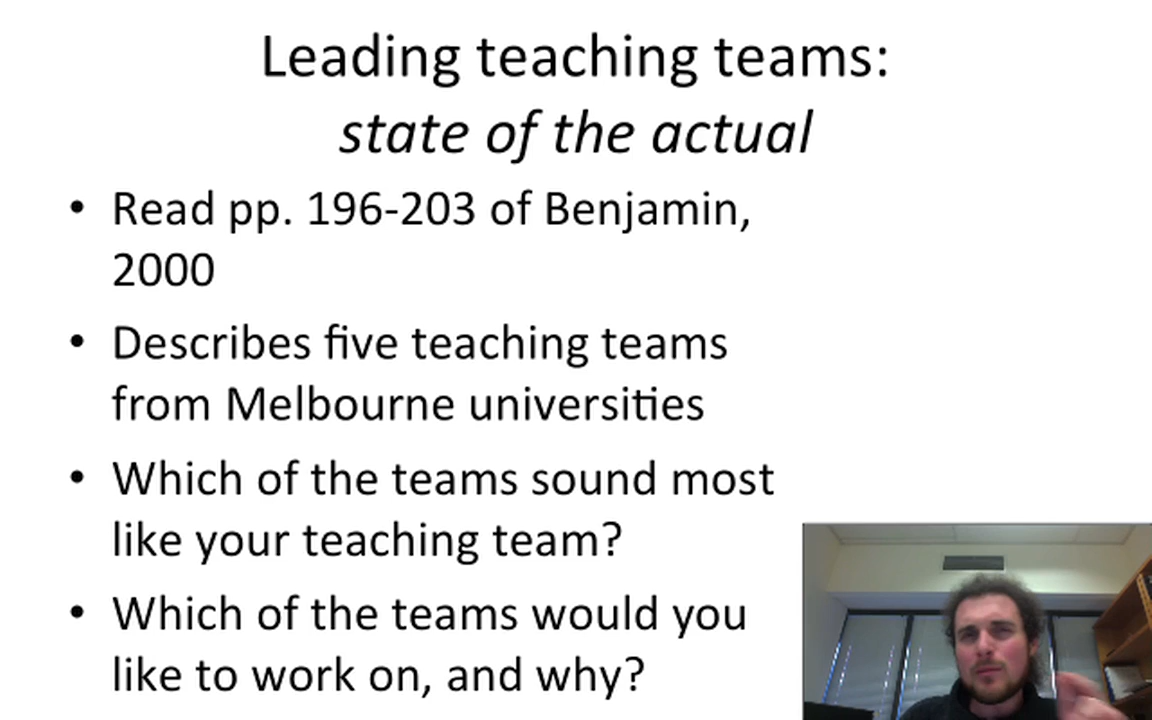 Leading teaching teams:
state of the actual
• Read pp. 196-203 of Benjamin,
2000
• Describes five teaching teams
from Melbourne universities
• Which of the teams sound most
like your teaching team?
• Which of the teams would you
like to work on, and why?